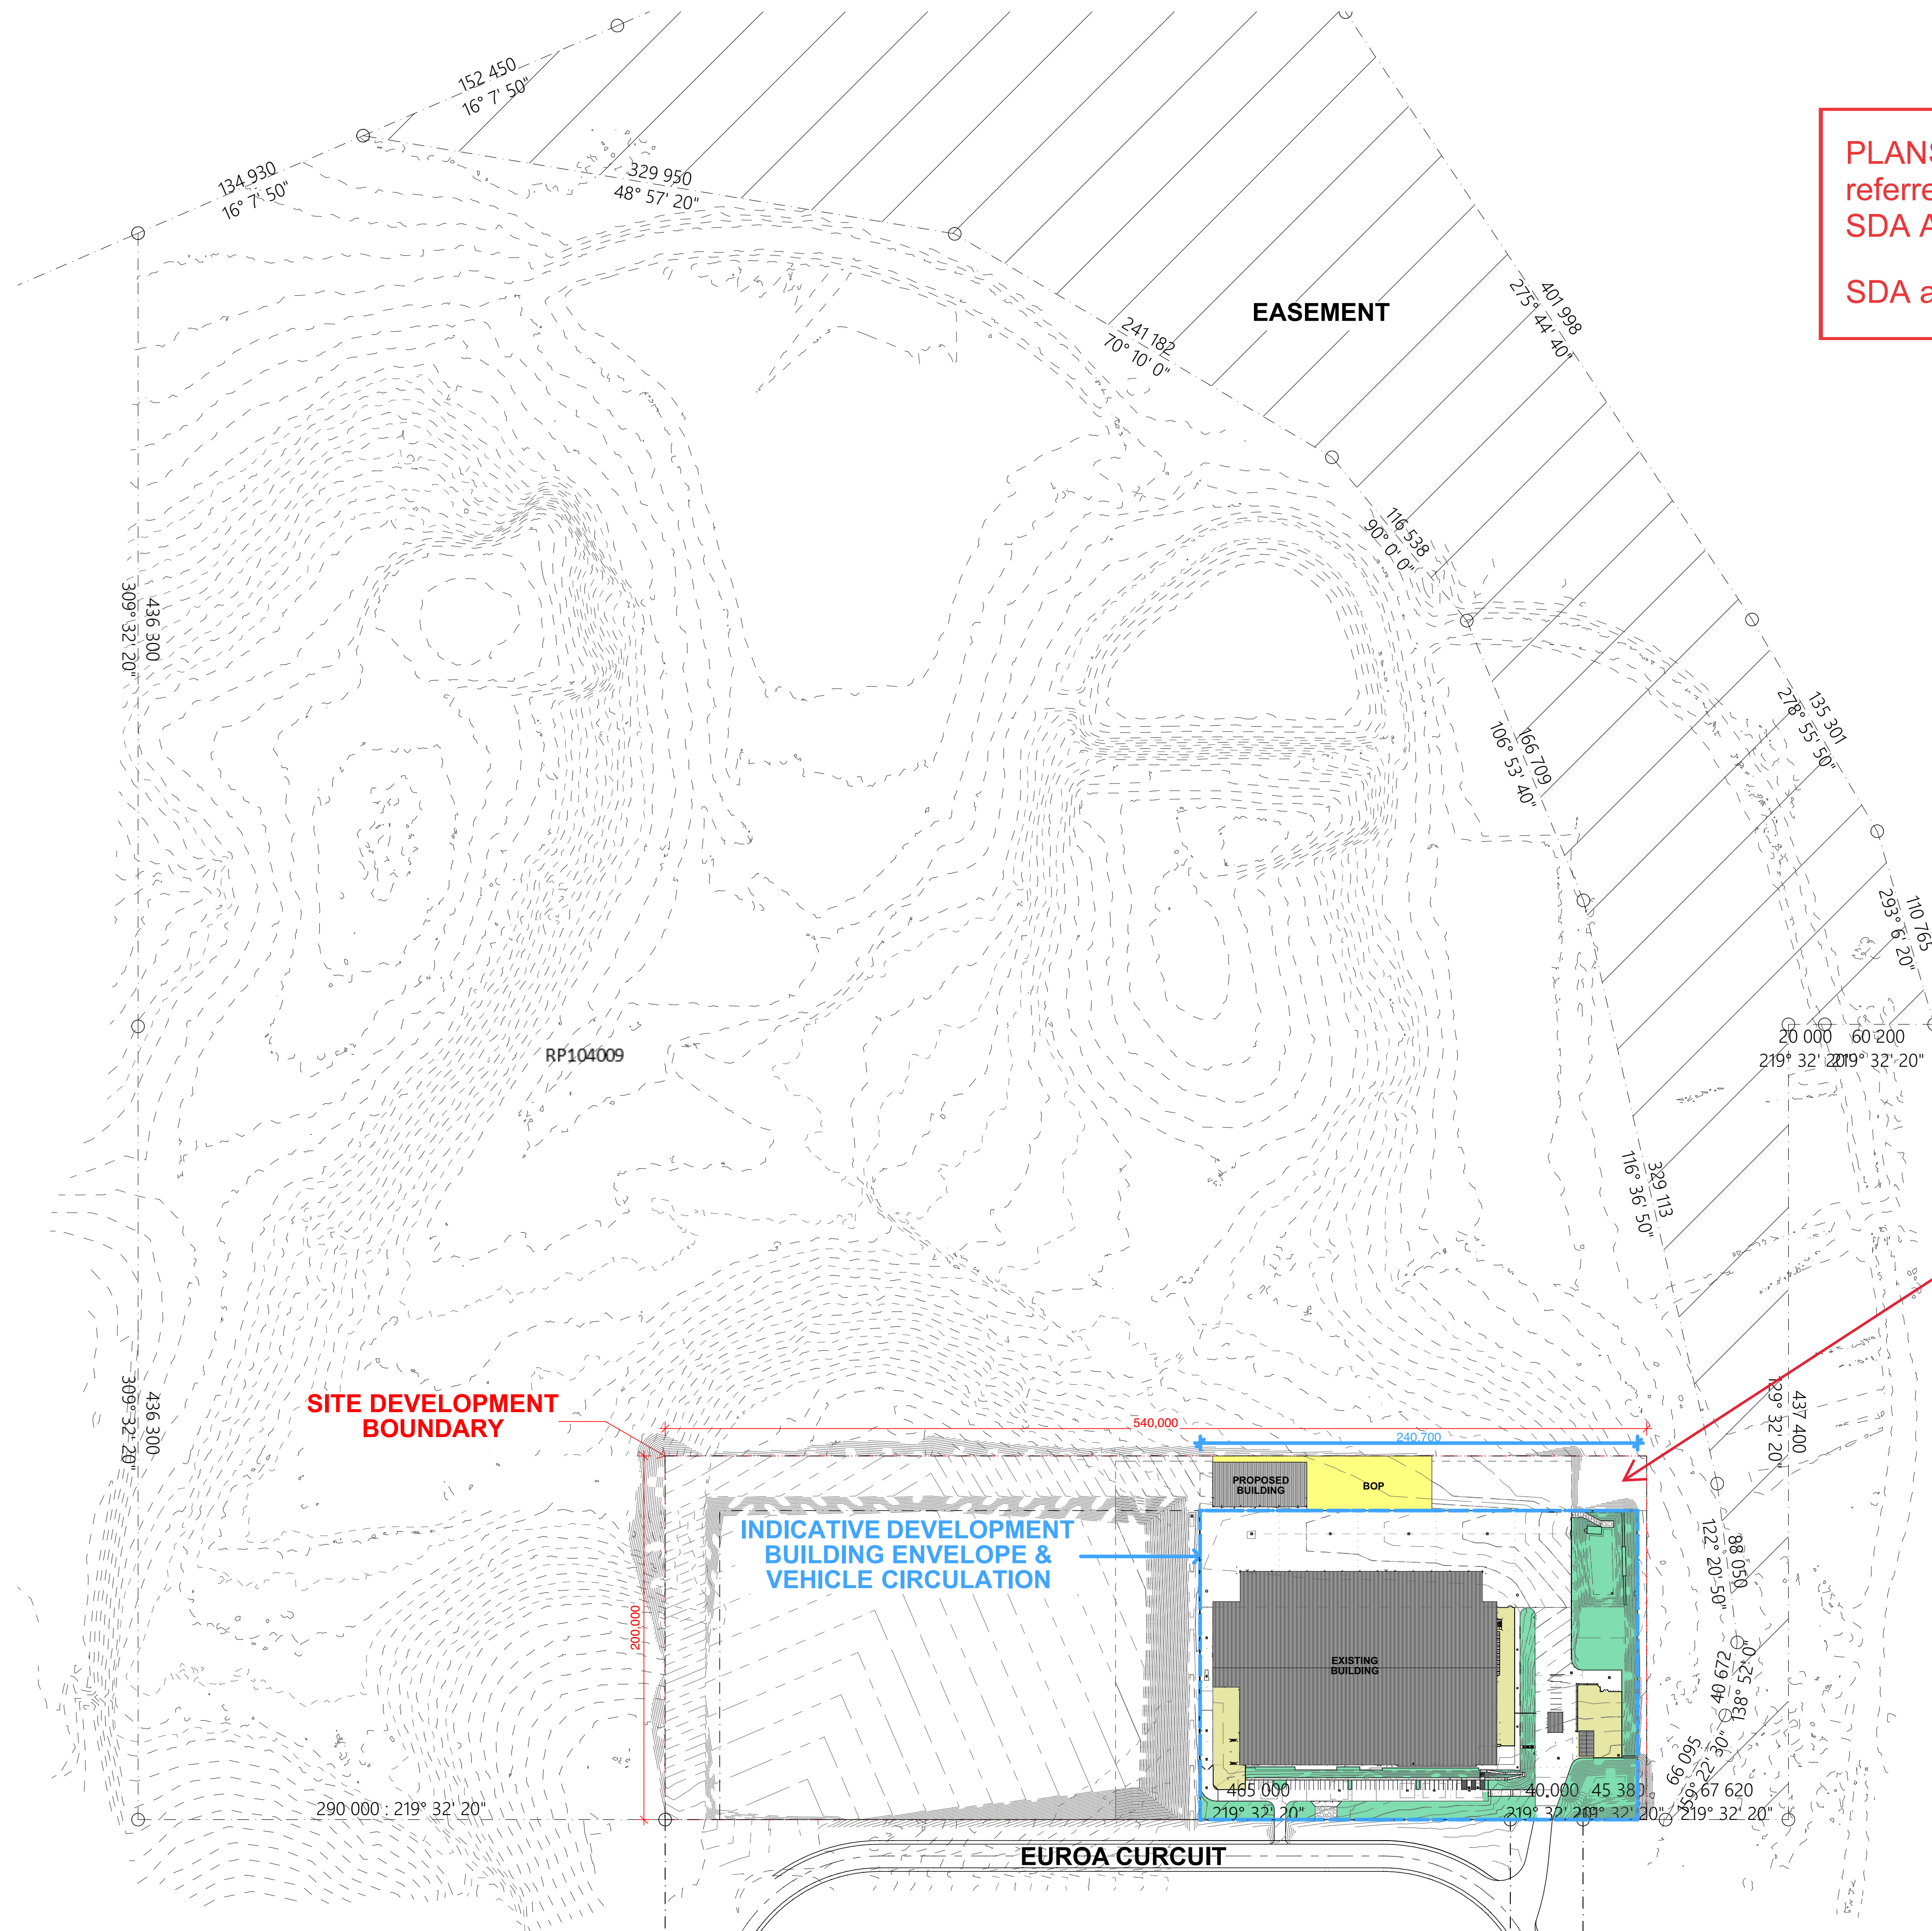 152 450
16° 7' 50"
134 930
16° 7' 50"
329 950
48° 57' 20"
PLANS
referre
SDA A
SDA a
EASEMENT
401 998
275° 44' 40"
241 182
70° 10' 0"
116 538
90° 0' 0"
436 300
309° 32' 20"
135 301
278° 55' 50"
166 709
106° 53' 40"
110 765
293° 6' 20"
20 000
219° 32' 20"
60 200
219° 32' 20"
RP104009
329 113
116° 36' 50"
436 300
309° 32' 20"
437 400
129° 32' 20"
SITE DEVELOPMENT
BOUNDARY
540,000
240,700
PROPOSED
BUILDING
BOP
INDICATIVE DEVELOPMENT
BUILDING ENVELOPE &
VEHICLE CIRCULATION
200,000
88 050
122° 20' 50"
EXISTING
BUILDING
40 672
138° 52' 0"
66 095
159° 22' 30"
290 000 : 219° 32' 20"
465 000
219° 32' 20"
40 000
219° 32' 20"
45 380
219° 32' 20"
67 620
219° 32' 20"
EUROA CURCUIT